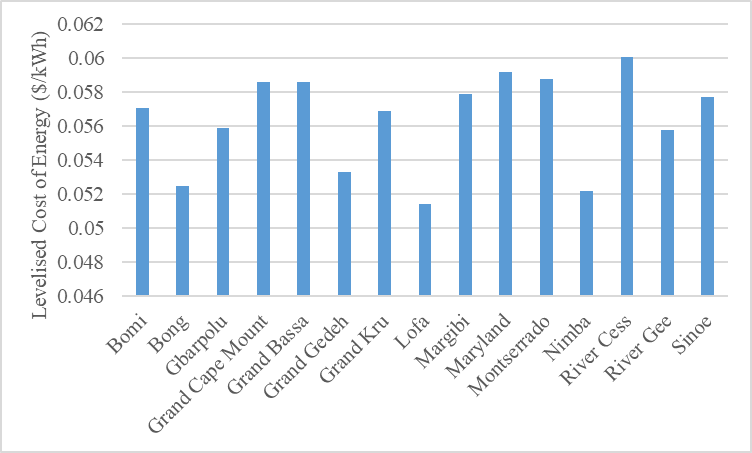 Levelised Cost of Energy ($/kWh)
0.062
0.06
0.058
0.056
0.054
0.052
0.05
0.048
0.046
Bomi
Bong
Gbarpolu
Grand Cape Mount
Grand Bassa
Grand Gedeh
Grand Kru
Lofa
Margibi
Maryland
Montserrado
Nimba
River Cess
River Gee
Sinoe